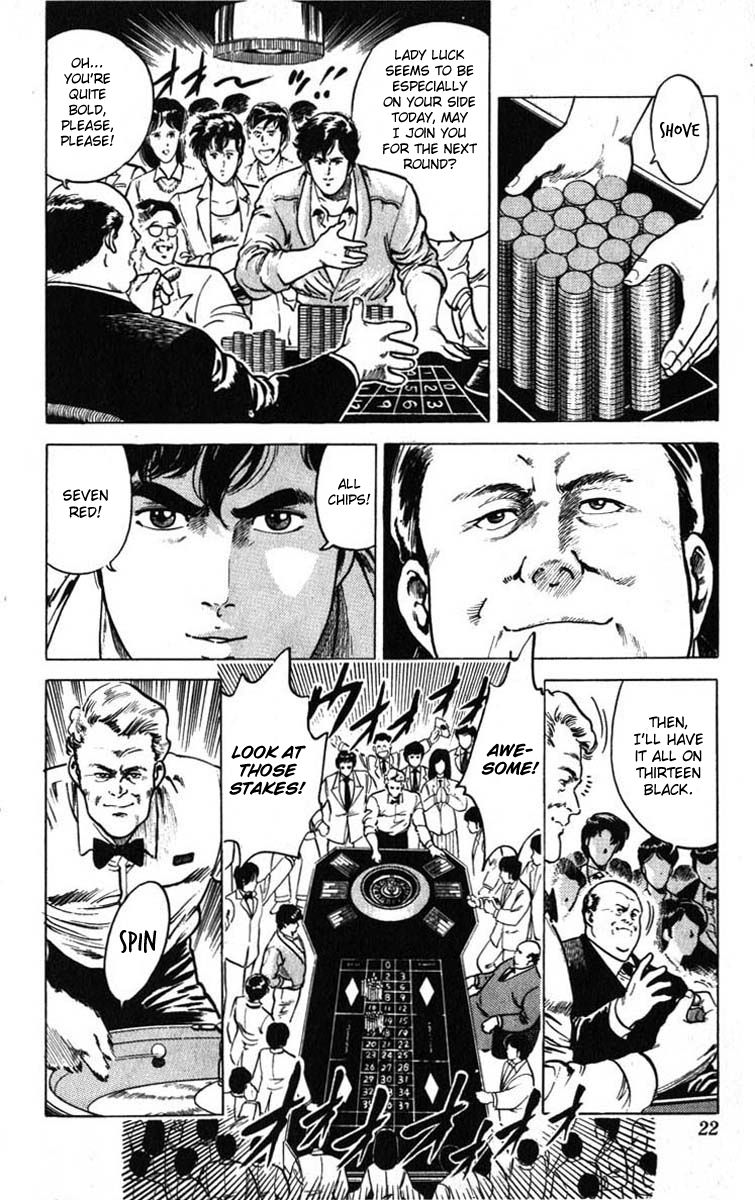 SHOVE
LADY LUCK
SEEMS TO BE
ESPECIALLY
ON YOUR SIDE
TODAY, MAY
I JOIN YOU
FOR THE NEXT
ROUND?
OH...
YOU'RE
QUITE
BOLD,
PLEASE,
PLEASE!
オオ〜ッ!!
ALL
CHIPS!
SEVEN
RED!
THEN,
I'LL HAVE
IT ALL ON
THIRTEEN
BLACK.
AWE-
SOME!
LOOK AT
THOSE
STAKES!
ウオオオ
オオオオオオ
SPIN
22